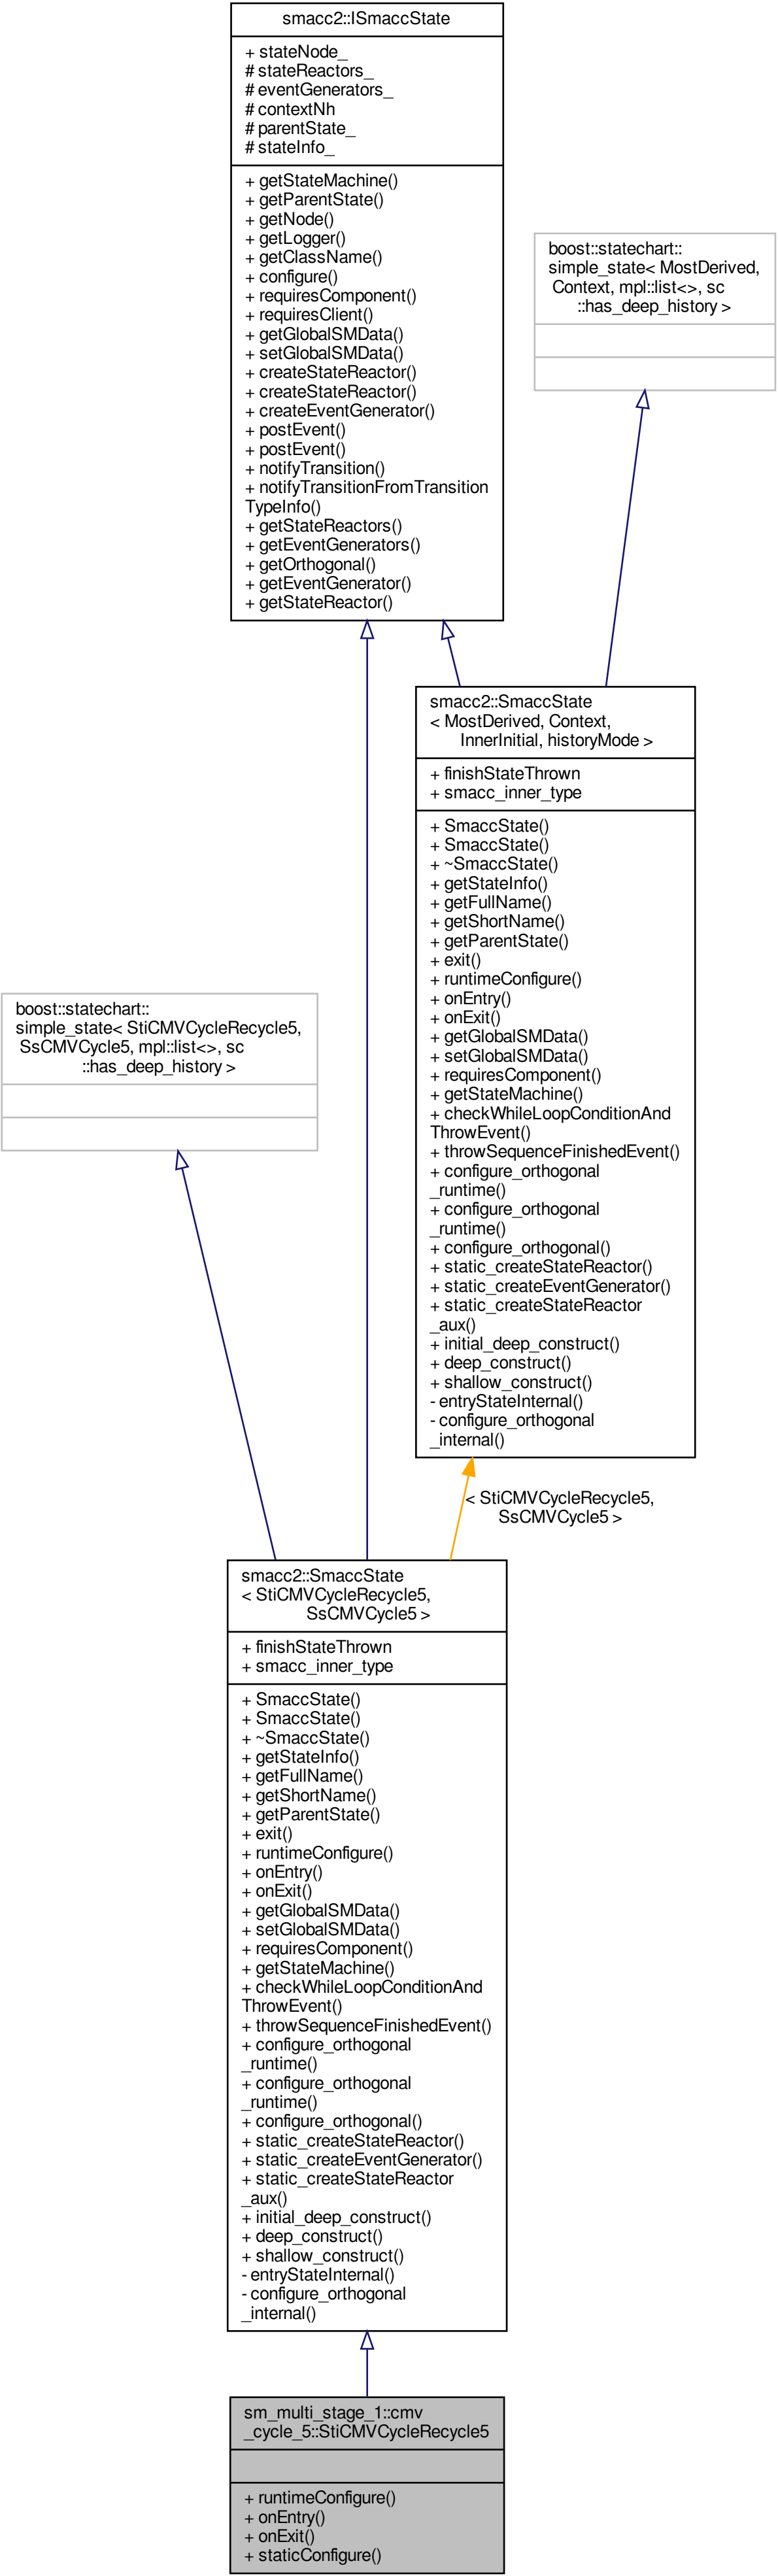 smacc2::ISmaccState
+ stateNode_
# stateReactors_
# eventGenerators_
# contextNh
# parentState_
# stateInfo_
+ getStateMachine()
+ getParentState()
+ getNode()
+ getLogger()
+ getClassName()
+ configure()
+ requiresComponent()
+ requiresClient()
+ getGlobalSMData()
+ setGlobalSMData()
+ createStateReactor()
+ createStateReactor()
+ createEventGenerator()
+ postEvent()
+ postEvent()
+ notifyTransition()
+ notifyTransitionFromTransition
TypeInfo()
+ getStateReactors()
+ getEventGenerators()
+ getOrthogonal()
+ getEventGenerator()
+ getStateReactor()
boost::statechart::
simple_state< MostDerived,
Context, mpl::list<>, sc
::has_deep_history >
smacc2::SmaccState
< MostDerived, Context,
InnerInitial, historyMode >
+ finishStateThrown
+ smacc_inner_type
+ SmaccState()
+ SmaccState()
+ ~SmaccState()
+ getStateInfo()
+ getFullName()
+ getShortName()
+ getParentState()
+ exit()
+ runtimeConfigure()
+ onEntry()
+ onExit()
+ getGlobalSMData()
+ setGlobalSMData()
+ requiresComponent()
+ getStateMachine()
+ checkWhileLoopConditionAnd
ThrowEvent()
+ throwSequenceFinishedEvent()
+ configure_orthogonal
_runtime()
+ configure_orthogonal
_runtime()
+ configure_orthogonal()
+ static_createStateReactor()
+ static_createEventGenerator()
+ static_createStateReactor
_aux()
+ initial_deep_construct()
+ deep_construct()
+ shallow_construct()
- entryStateInternal()
- configure_orthogonal
_internal()
boost::statechart::
simple_state< StiCMVCycleRecycle5,
SsCMVCycle5, mpl::list<>, sc
::has_deep_history >
< StiCMVCycleRecycle5,
SsCMVCycle5 >
smacc2::SmaccState
< StiCMVCycleRecycle5,
SsCMVCycle5 >
+ finishStateThrown
+ smacc_inner_type
+ SmaccState()
+ SmaccState()
+ ~SmaccState()
+ getStateInfo()
+ getFullName()
+ getShortName()
+ getParentState()
+ exit()
+ runtimeConfigure()
+ onEntry()
+ onExit()
+ getGlobalSMData()
+ setGlobalSMData()
+ requiresComponent()
+ getStateMachine()
+ checkWhileLoopConditionAnd
ThrowEvent()
+ throwSequenceFinishedEvent()
+ configure_orthogonal
_runtime()
+ configure_orthogonal
_runtime()
+ configure_orthogonal()
+ static_createStateReactor()
+ static_createEventGenerator()
+ static_createStateReactor
_aux()
+ initial_deep_construct()
+ deep_construct()
+ shallow_construct()
- entryStateInternal()
- configure_orthogonal
_internal()
sm_multi_stage_1::cmv
_cycle_5::StiCMVCycleRecycle5
+ runtimeConfigure()
+ onEntry()
+ onExit()
+ staticConfigure()